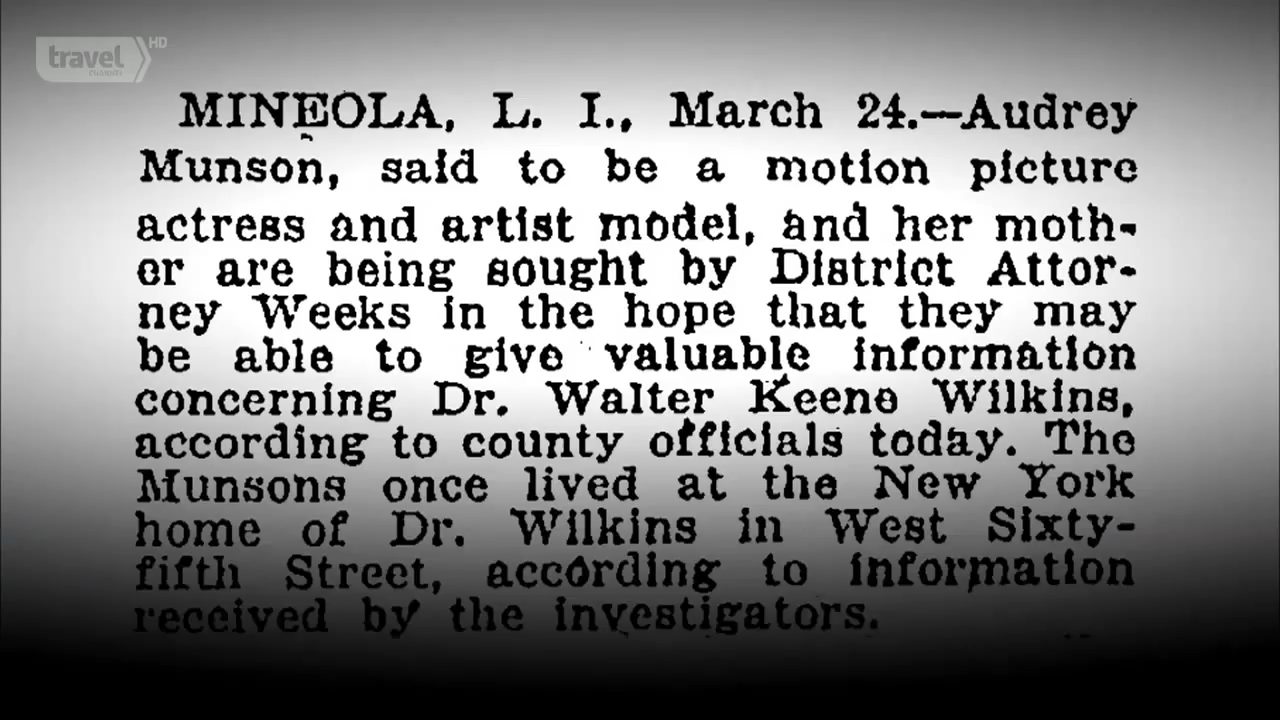 travel HD
CHANNEL
MINEOLA, L. I., March 24.—Audrey
Munson, said to be a motion picture
actress and artist model, and her moth-
er are being sought by District Attor-
ney Weeks in the hope that they may
be able to give valuable information
concerning Dr. Walter Keene Wilkins,
according to county officials today. The
Munsons once lived at the New York
home of Dr. Wilkins in West Sixty-
fifth Street, according to information
received by the investigators.